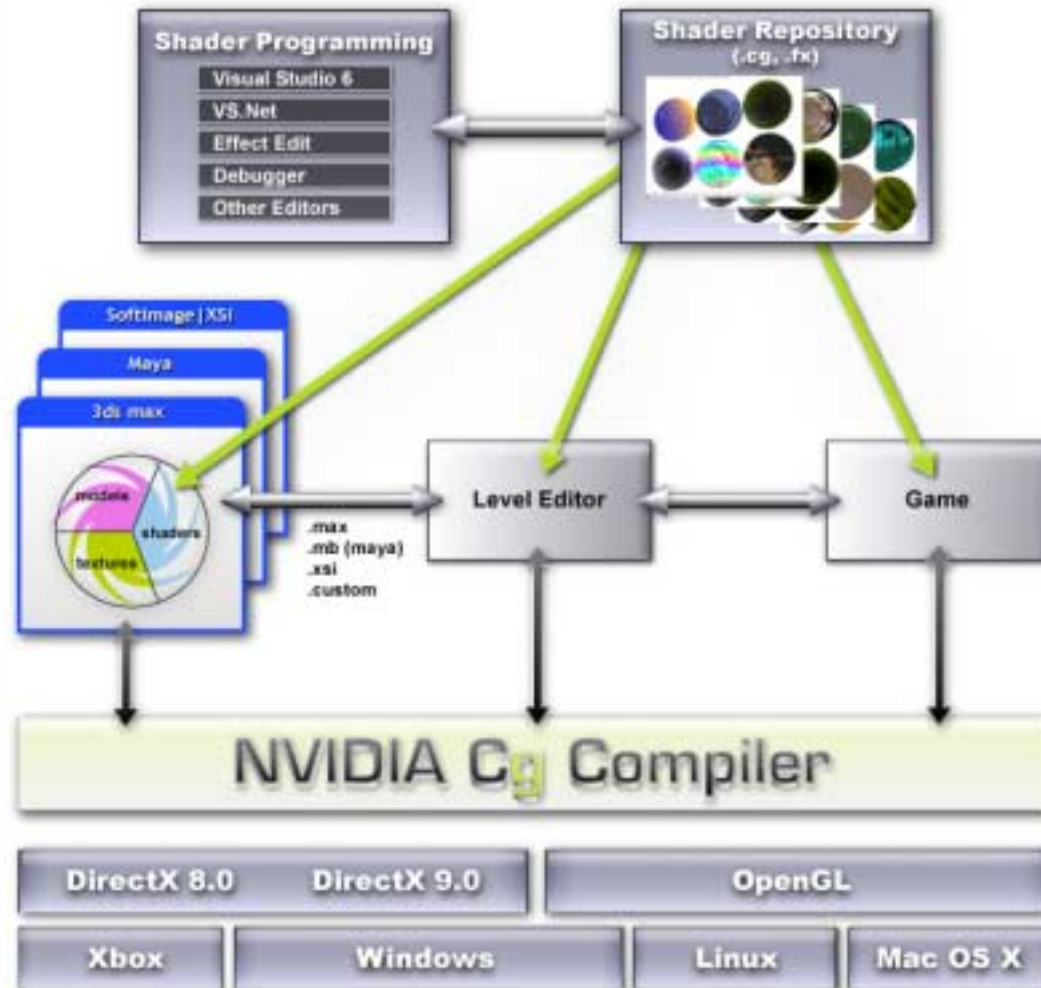 Shader Programming
Visual Studio 6
VS.Net
Effect Edit
Debugger
Other Editors
Shader Repository
(.cg, .fx)
Softimage|XSI
Maya
3ds max
models
shaders
textures
.max
.mb (maya)
.xsi
.custom
Level Editor
Game
NVIDIA Cg Compiler
DirectX 8.0
DirectX 9.0
OpenGL
Xbox
Windows
Linux
Mac OS X